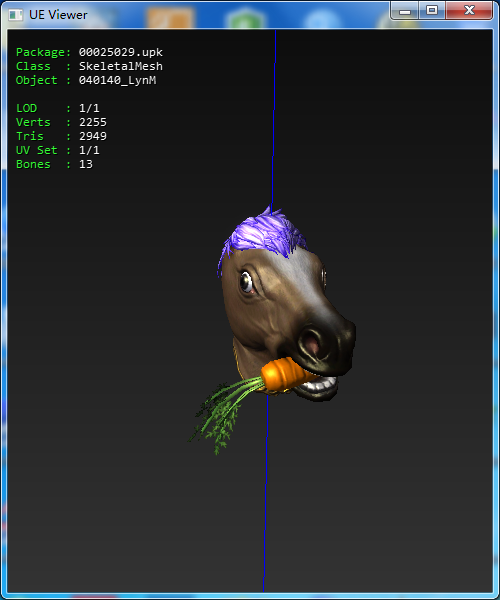 UE Viewer
Package: 00025029.upk
Class : SkeletalMesh
Object : 040140_LynM
LOD : 1/1
Verts : 2255
Tris : 2949
UV Set : 1/1
Bones : 13